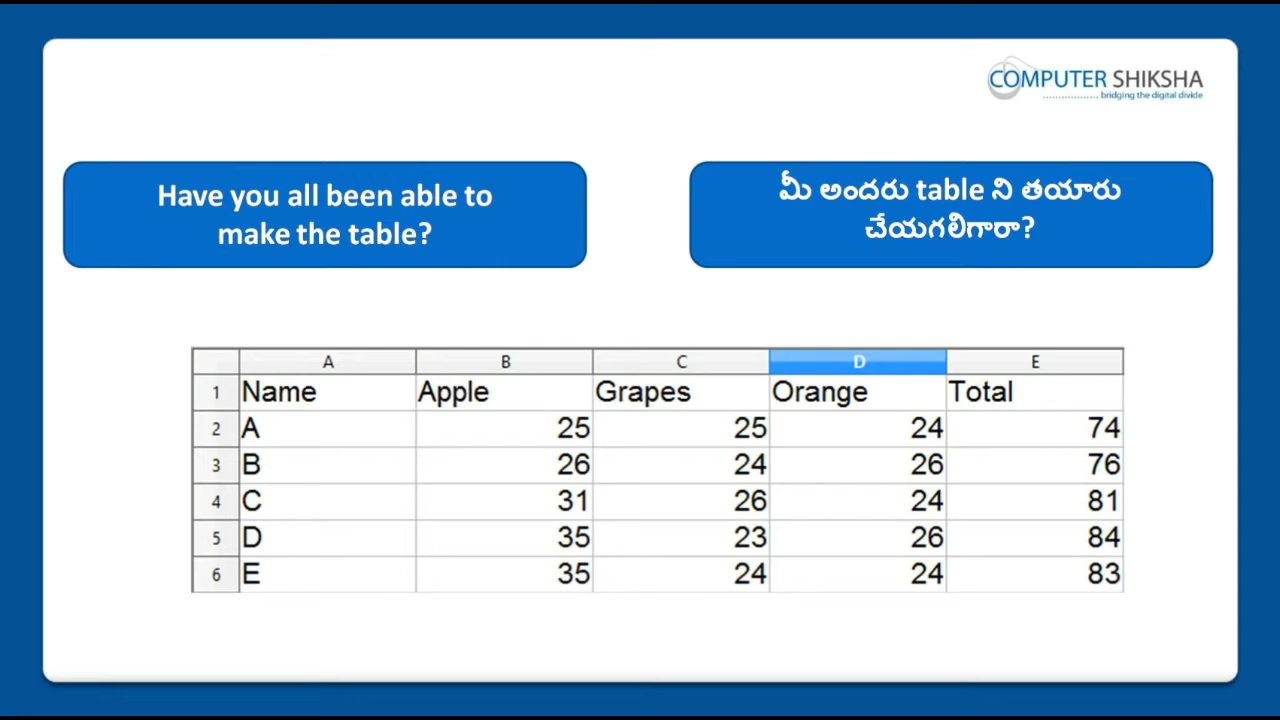 COMPUTER SHIKSHA
bridging the digital divide
Have you all been able to
make the table?
మీ అందరు table ని తయారు
చేయగలిగారా?
A B C D E
1 Name Apple Grapes Orange Total
2 A 25 25 24 74
3 B 26 24 26 76
4 C 31 26 24 81
5 D 35 23 26 84
6 E 35 24 24 83